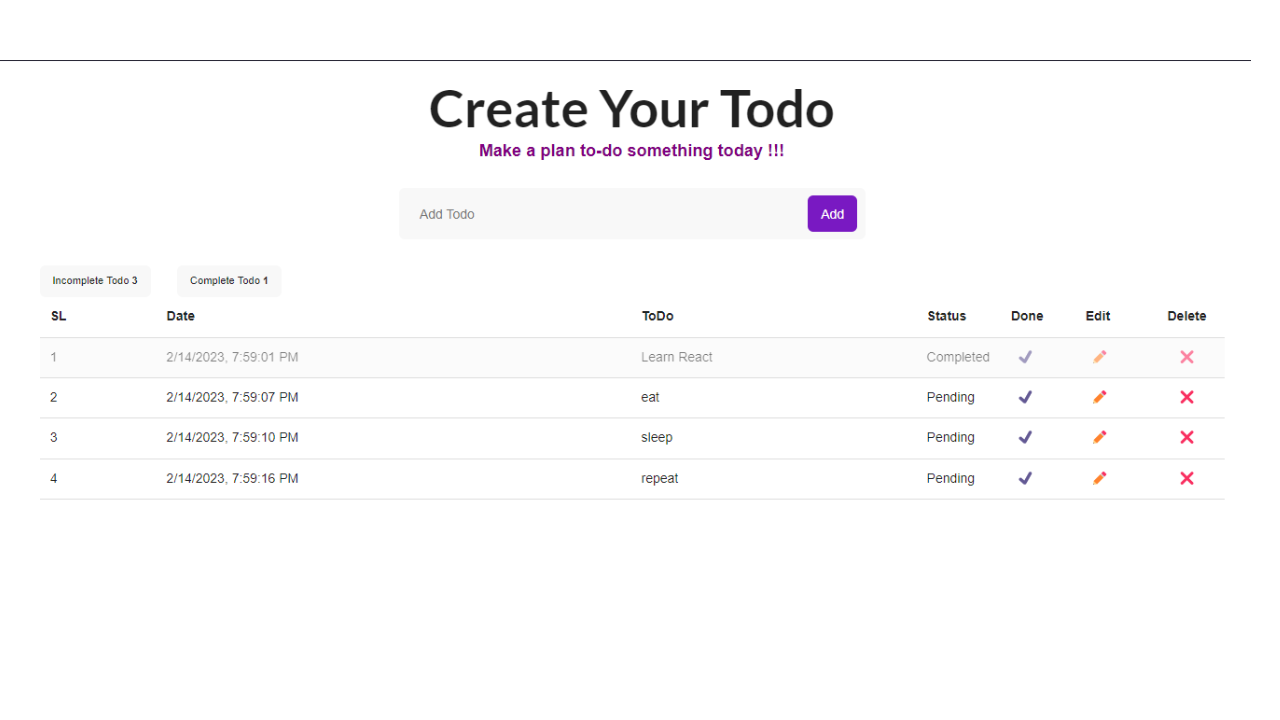 Create Your Todo
Make a plan to-do something today !!!
Add Todo Add
Incomplete Todo 3 Complete Todo 1
SL Date ToDo Status Done Edit Delete
1 2/14/2023, 7:59:01 PM Learn React Completed
2 2/14/2023, 7:59:07 PM eat Pending
3 2/14/2023, 7:59:10 PM sleep Pending
4 2/14/2023, 7:59:16 PM repeat Pending